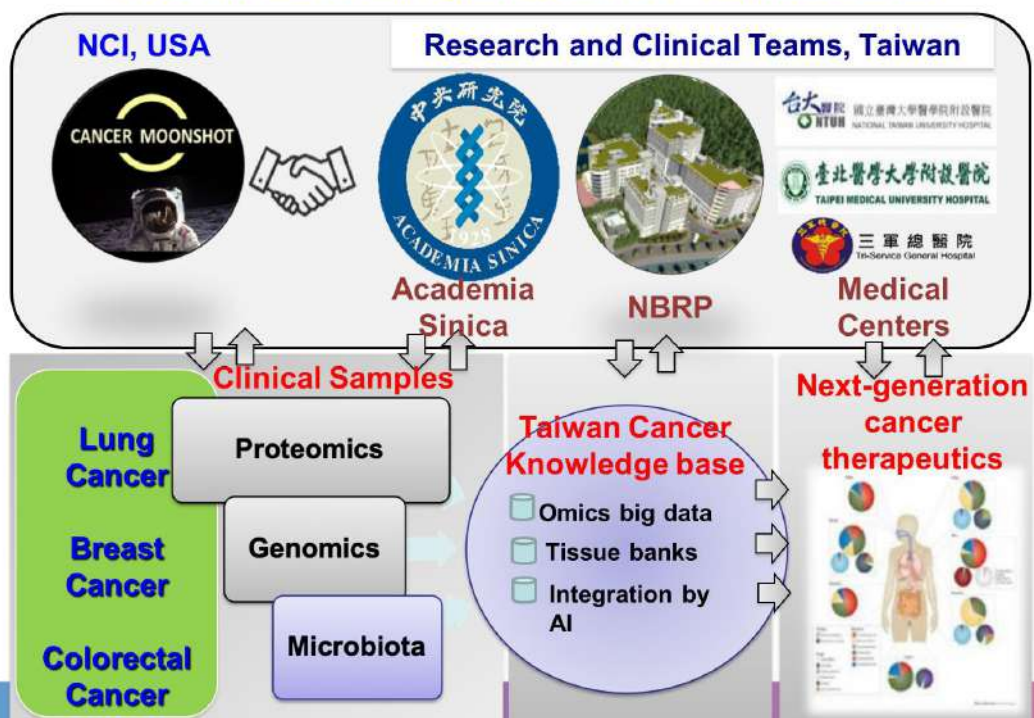 NCI, USA
Research and Clinical Teams, Taiwan
CANCER MOONSHOT
中央研究院
1928
ACADEMIA SINICA
台大醫院
NTUH
國立臺灣大學醫學院附設醫院
NATIONAL TAIWAN UNIVERSITY HOSPITAL
臺北醫學大學附設醫院
TAIPEI MEDICAL UNIVERSITY HOSPITAL
三軍總醫院
Tri-Service General Hospital
Academia
Sinica
NBRP
Medical
Centers
Clinical Samples
Lung
Cancer
Breast
Cancer
Colorectal
Cancer
Proteomics
Genomics
Microbiota
Taiwan Cancer
Knowledge base
Omics big data
Tissue banks
Integration by
AI
Next-generation
cancer
therapeutics